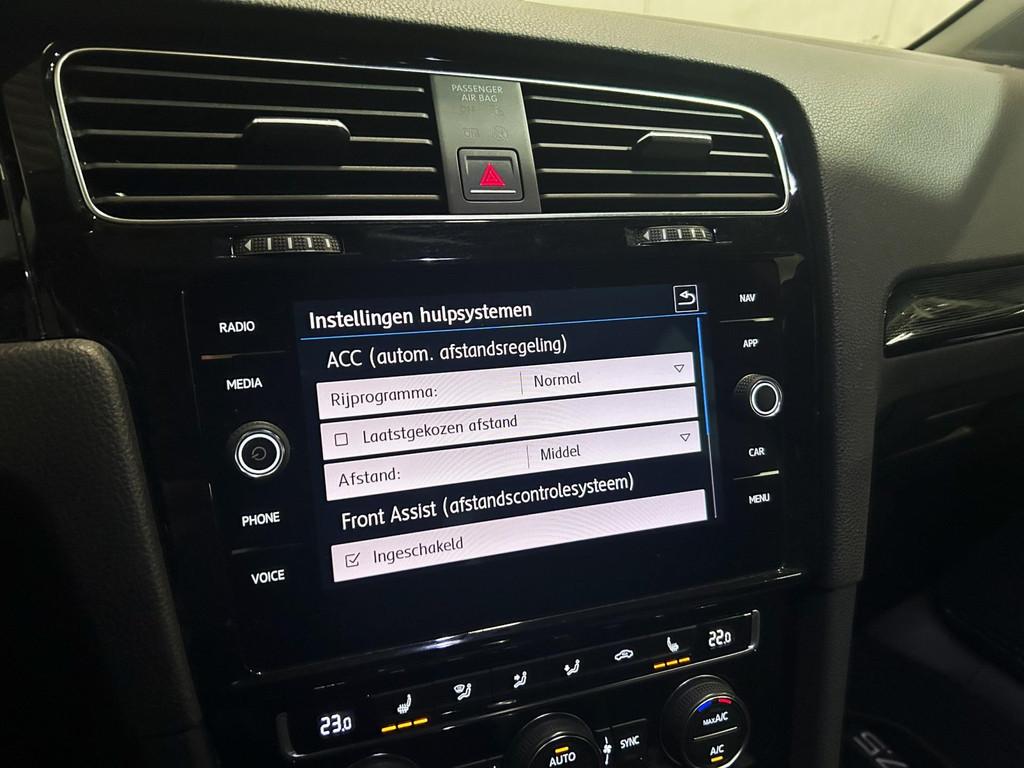 PASSENGER
AIR BAG
RADIO
MEDIA
PHONE
VOICE
Instellingen hulpsystemen
ACC (autom. afstandsregeling)
Rijprogramma: Normal
Laatstgekozen afstand
Afstand: Middel
Front Assist (afstandscontrolesysteem)
Ingeschakeld
NAV
APP
CAR
MENU
23.0
22.0
AUTO
SYNC
MAX A/C
A/C